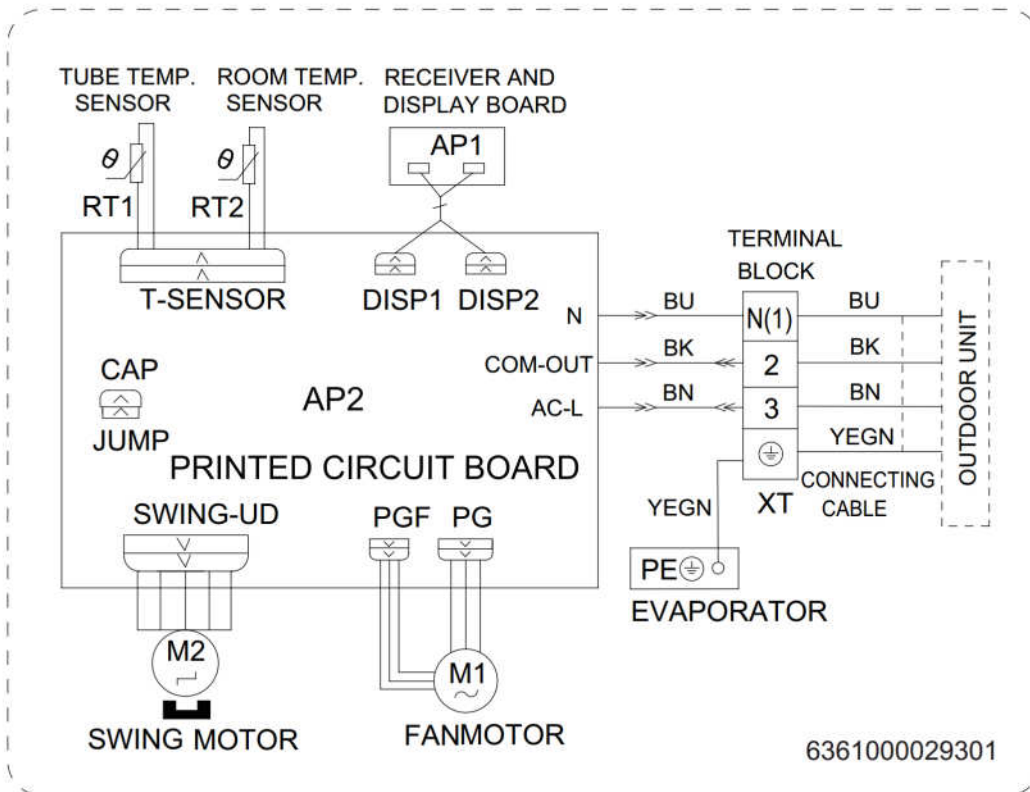 TUBE TEMP.
SENSOR
ROOM TEMP.
SENSOR
RECEIVER AND
DISPLAY BOARD
AP1
θ
RT1
θ
RT2
T-SENSOR
DISP1
DISP2
TERMINAL
BLOCK
N
BU
N(1)
BU
COM-OUT
BK
2
BK
AC-L
BN
3
BN
YEGN
CONNECTING
CABLE
OUTDOOR UNIT
CAP
JUMP
AP2
PRINTED CIRCUIT BOARD
XT
YEGN
SWING-UD
PGF
PG
PE
EVAPORATOR
M2
SWING MOTOR
M1
FANMOTOR
6361000029301